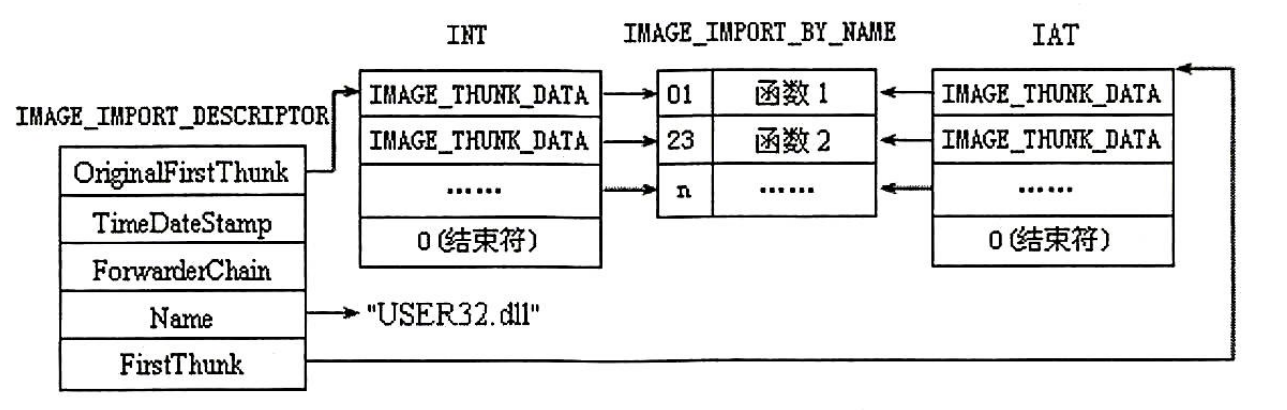 INT
IMAGE_IMPORT_BY_NAME
IAT
IMAGE_IMPORT_DESCRIPTOR
OriginalFirstThunk
TimeDateStamp
ForwarderChain
Name
FirstThunk
IMAGE_THUNK_DATA
IMAGE_THUNK_DATA
......
0(结束符)
"USER32.dll"
01 函数1
23 函数2
n ......
IMAGE_THUNK_DATA
IMAGE_THUNK_DATA
......
0(结束符)